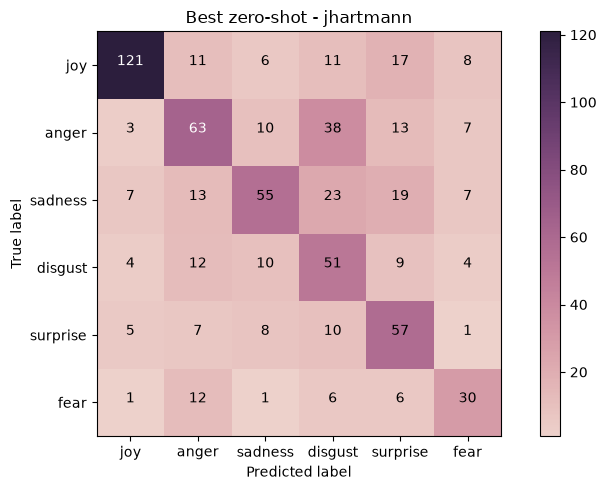 Best zero-shot - jhartmann
True label
joy 121 11 6 11 17 8
anger 3 63 10 38 13 7
sadness 7 13 55 23 19 7
disgust 4 12 10 51 9 4
surprise 5 7 8 10 57 1
fear 1 12 1 6 6 30
joy anger sadness disgust surprise fear
Predicted label
120
100
80
60
40
20